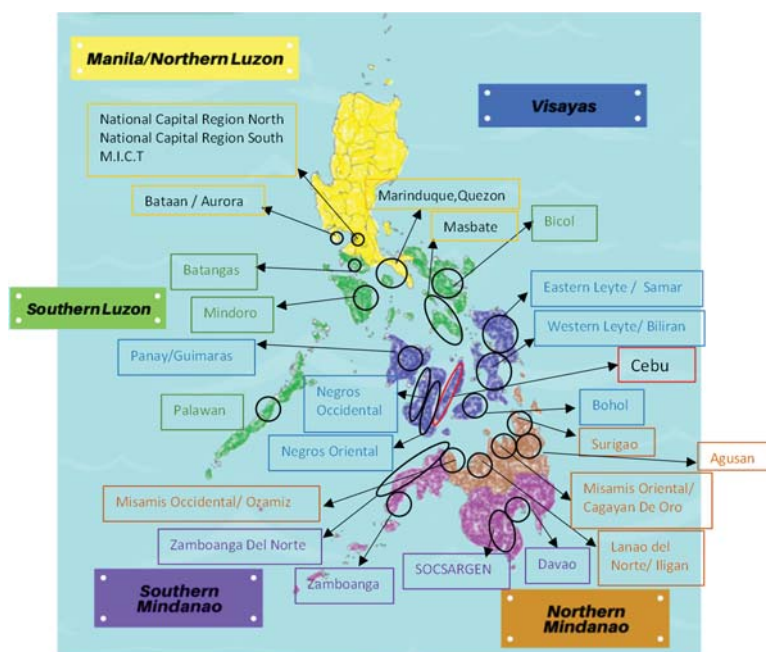 Manila/Northern Luzon
Visayas
National Capital Region North
National Capital Region South
M.I.C.T
Bataan / Aurora
Marinduque,Quezon
Masbate
Bicol
Batangas
Southern Luzon
Mindoro
Eastern Leyte / Samar
Western Leyte/ Biliran
Panay/Guimaras
Cebu
Negros
Occidental
Palawan
Bohol
Negros Oriental
Surigao
Agusan
Misamis Occidental/ Ozamiz
Misamis Oriental/
Cagayan De Oro
Zamboanga Del Norte
Lanao del
Norte/ Iligan
Zamboanga
SOCSARGEN
Davao
Southern
Mindanao
Northern
Mindanao